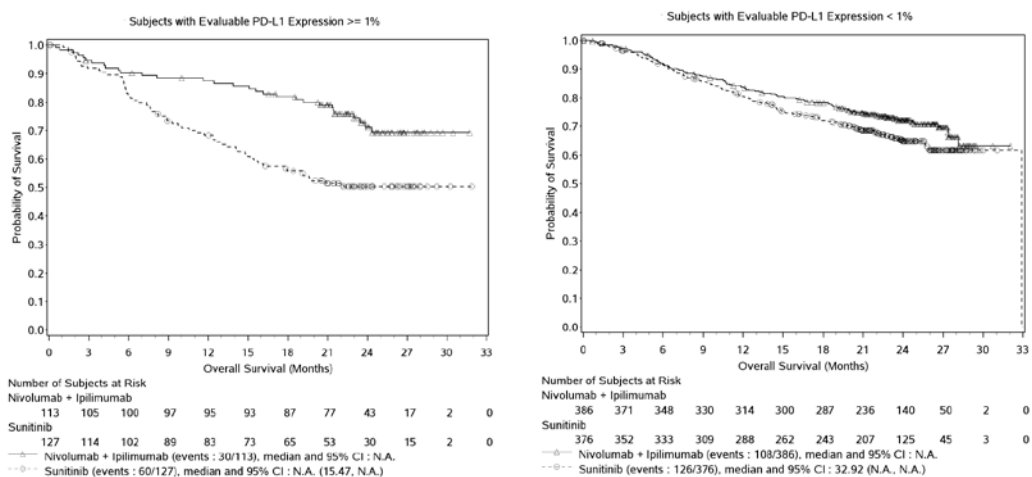 Subjects with Evaluable PD-L1 Expression >= 1%
Probability of Survival
1.0
0.9
0.8
0.7
0.6
0.5
0.4
0.3
0.2
0.1
0.0
0 3 6 9 12 15 18 21 24 27 30 33
Overall Survival (Months)
Number of Subjects at Risk
Nivolumab + Ipilimumab
113 105 100 97 95 93 87 77 43 17 2 0
Sunitinib
127 114 102 89 83 73 65 53 30 15 2 0
Nivolumab + Ipilimumab (events : 30/113), median and 95% CI : N.A.
Sunitinib (events : 60/127), median and 95% CI : N.A. (15.47, N.A.)
Subjects with Evaluable PD-L1 Expression < 1%
Probability of Survival
1.0
0.9
0.8
0.7
0.6
0.5
0.4
0.3
0.2
0.1
0.0
0 3 6 9 12 15 18 21 24 27 30 33
Overall Survival (Months)
Number of Subjects at Risk
Nivolumab + Ipilimumab
386 371 348 330 314 300 287 236 140 50 2 0
Sunitinib
376 352 333 309 288 262 243 207 125 45 3 0
Nivolumab + Ipilimumab (events : 108/386), median and 95% CI : N.A.
Sunitinib (events : 126/376), median and 95% CI : 32.92 (N.A., N.A.)